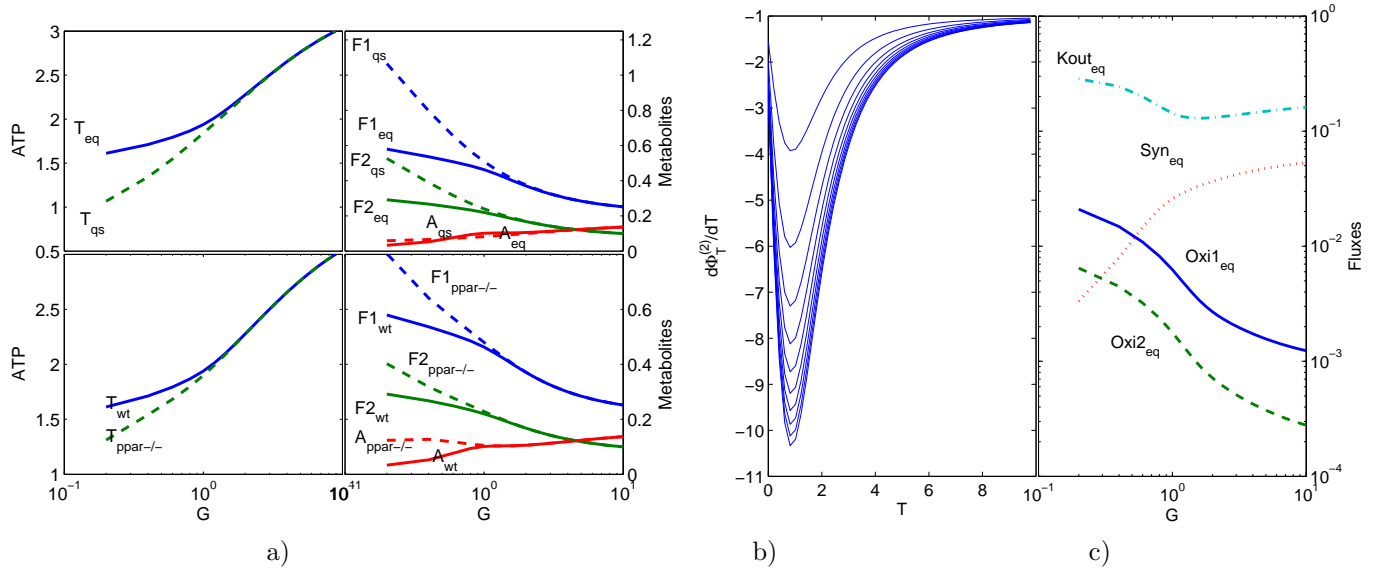 3
2.5
2
1.5
1
0.5
ATP
T_eq
T_qs
F1_qs
F1_eq
F2_qs
F2_eq
A_qs
A_eq
1.2
1
0.8
0.6
0.4
0.2
0
Metabolites
2.5
2
1.5
1
ATP
T_wt
T_ppar−/−
10^−1
10^0
10^1
G
F1_ppar−/−
F1_wt
F2_ppar−/−
F2_wt
A_ppar−/−
A_wt
0.6
0.4
0.2
0
Metabolites
10^−1
10^0
10^1
G
a)
−1
−2
−3
−4
−5
−6
−7
−8
−9
−10
−11
dΦ_T^(2)/dT
0
2
4
6
8
10
T
b)
Kout_eq
Syn_eq
Oxi1_eq
Oxi2_eq
10^0
10^−1
10^−2
10^−3
10^−4
Fluxes
10^−1
10^0
10^1
G
c)